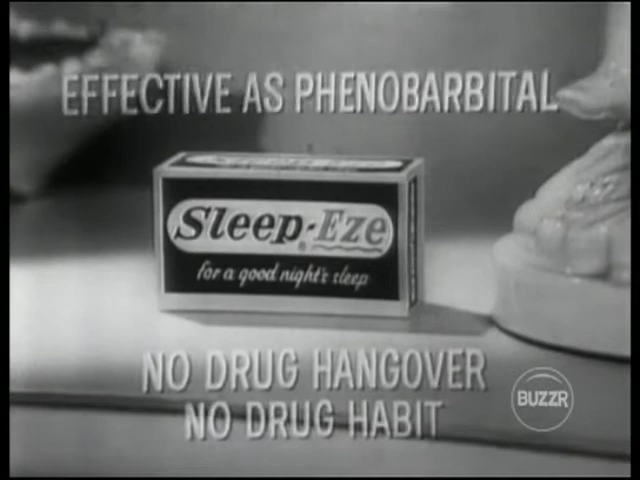 EFFECTIVE AS PHENOBARBITAL
Sleep-Eze
for a good night's sleep
NO DRUG HANGOVER
NO DRUG HABIT
BUZZR